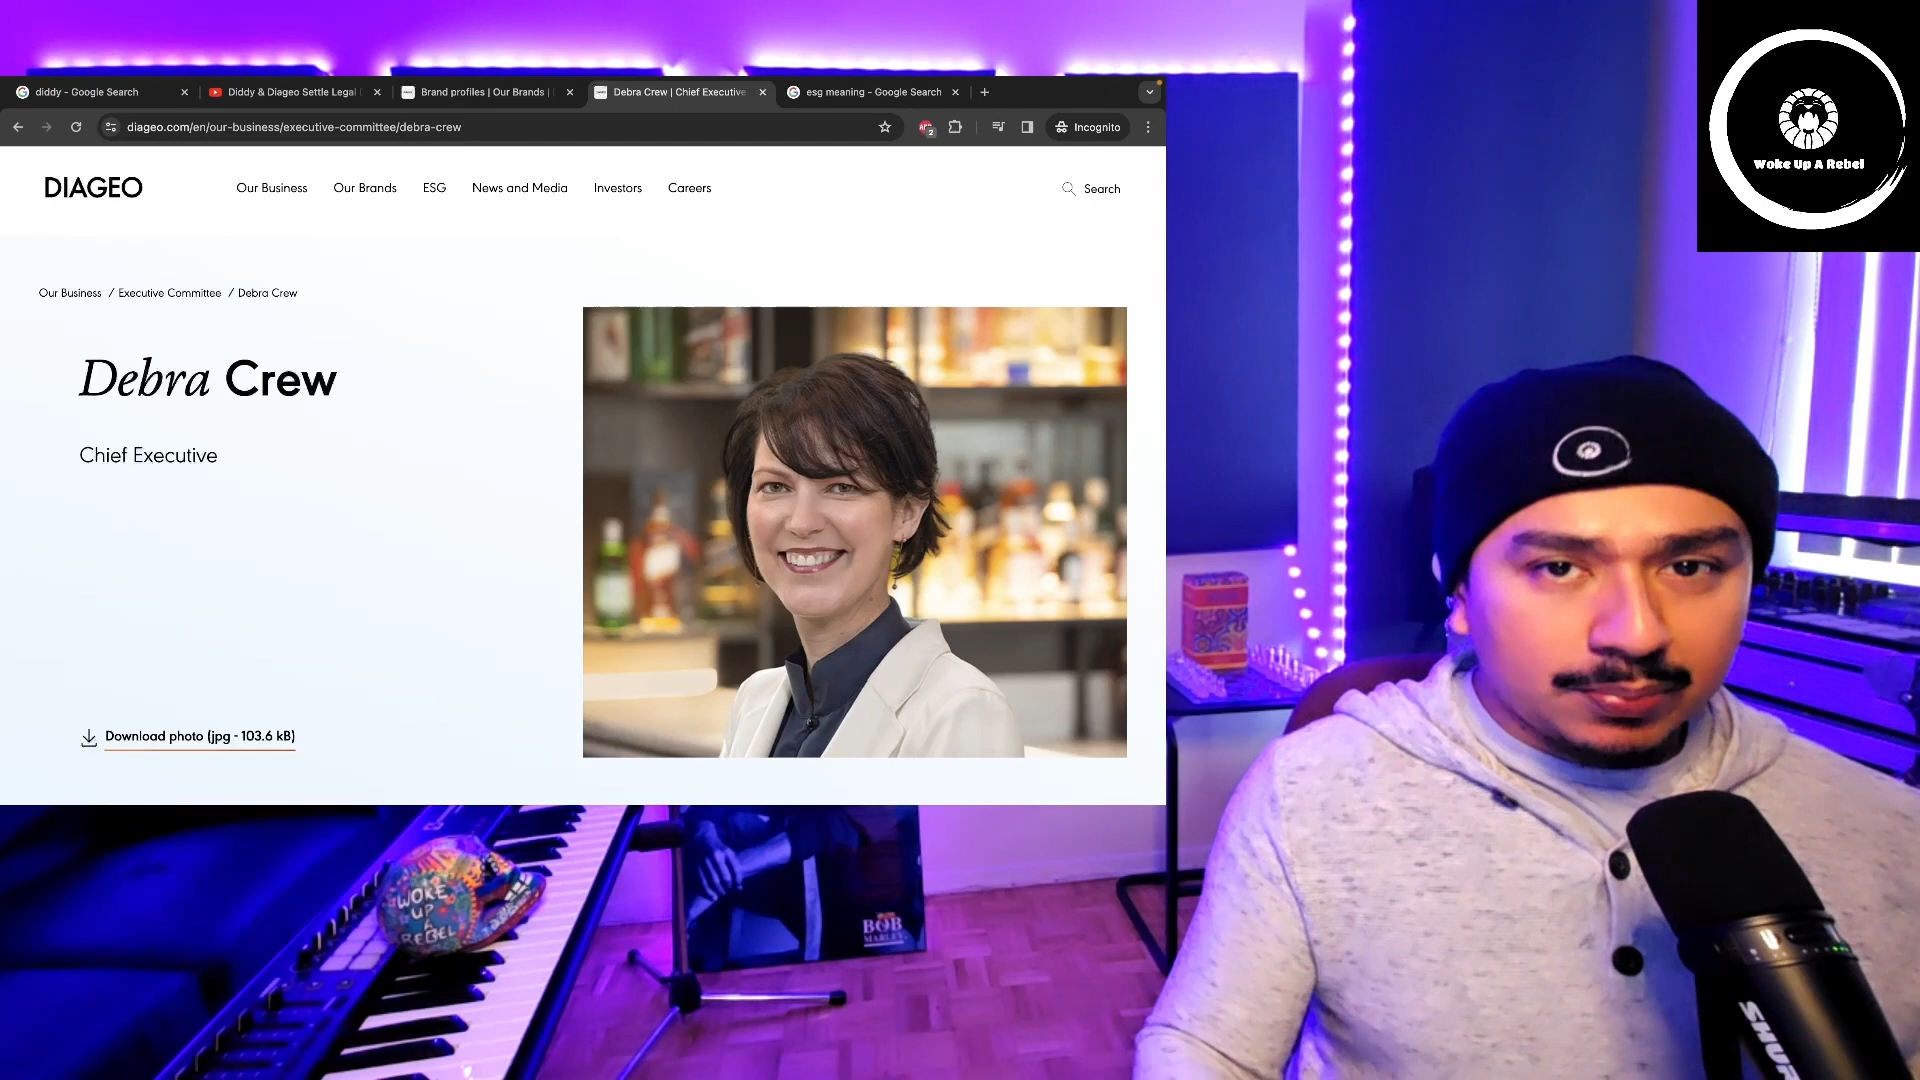 diddy - Google Search
Diddy & Diageo Settle Legal
Brand profiles | Our Brands |
Debra Crew | Chief Executive
esg meaning - Google Search
diageo.com/en/our-business/executive-committee/debra-crew
2
Incognito
DIAGEO
Our Business
Our Brands
ESG
News and Media
Investors
Careers
Search
Our Business / Executive Committee / Debra Crew
Debra Crew
Chief Executive
Download photo (jpg - 103.6 kB)
Woke Up A Rebel
WOKE
UP
A
REBEL
BOB
MARLEY
SHUR